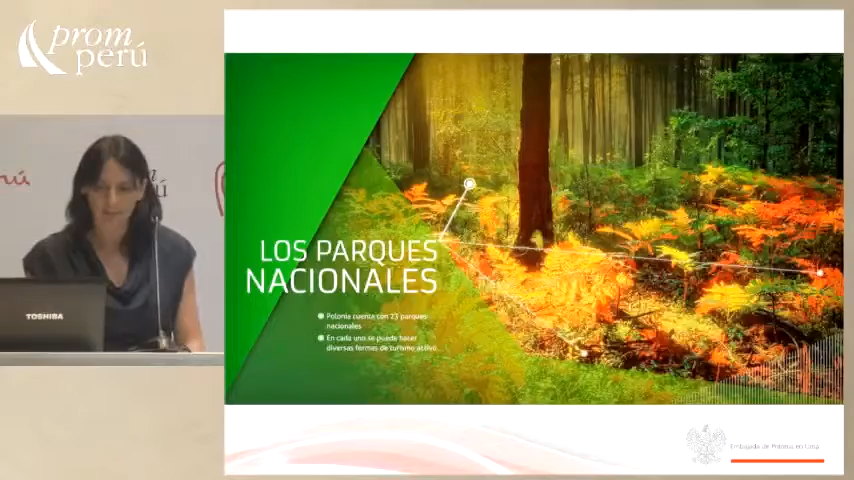 prom
perú
rú
ú
TOSHIBA
LOS PARQUES
NACIONALES
Polonia cuenta con 23 parques
nacionales
En cada uno se puede hacer
diversas formas de turismo activo
Embajada de Polonia en Lima